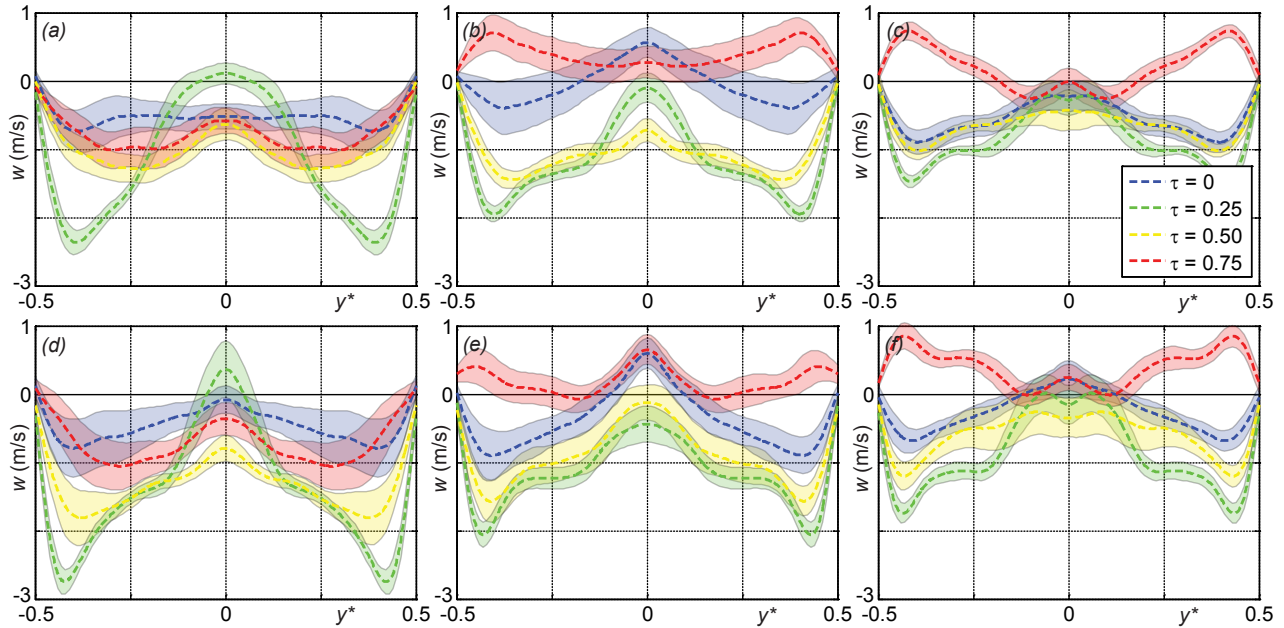 (a)
1
0
-3
w (m/s)
-0.5
0
y*
0.5
(b)
1
0
-3
w (m/s)
-0.5
0
y*
0.5
(c)
1
0
-3
w (m/s)
-0.5
0
y*
0.5
τ = 0
τ = 0.25
τ = 0.50
τ = 0.75
(d)
1
0
-3
w (m/s)
-0.5
0
y*
0.5
(e)
1
0
-3
w (m/s)
-0.5
0
y*
0.5
(f)
1
0
-3
w (m/s)
-0.5
0
y*
0.5